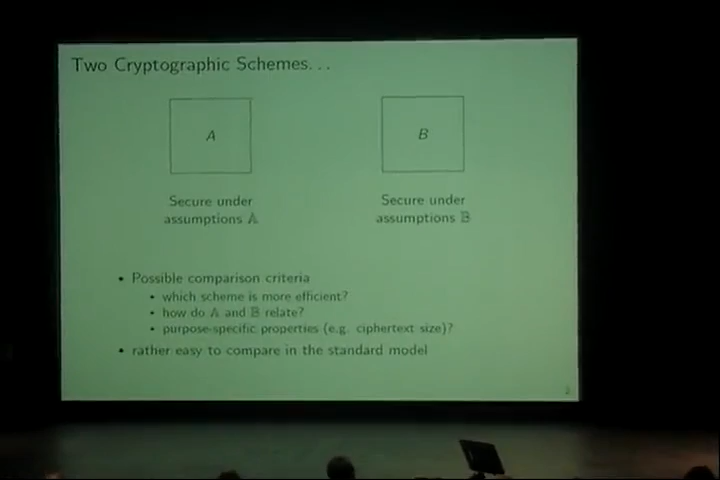 Two Cryptographic Schemes...
A
B
Secure under
assumptions 𝔸
Secure under
assumptions 𝔹
• Possible comparison criteria
• which scheme is more efficient?
• how do 𝔸 and 𝔹 relate?
• purpose-specific properties (e.g. ciphertext size)?
• rather easy to compare in the standard model
2